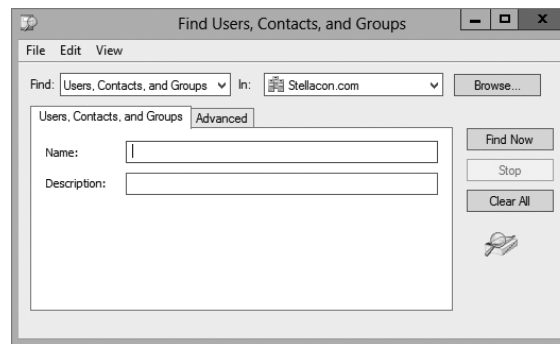 Find Users, Contacts, and Groups
File Edit View
Find: Users, Contacts, and Groups In: Stellacon.com Browse...
Users, Contacts, and Groups Advanced
Find Now
Name:
Stop
Description:
Clear All